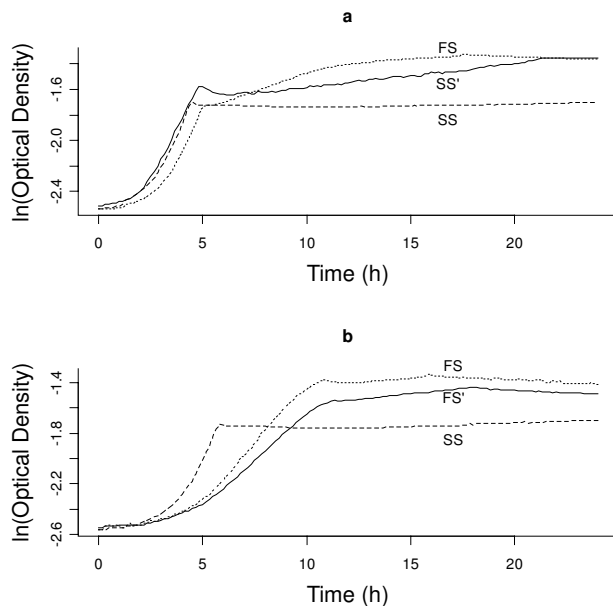 a
ln(Optical Density)
-1.6
-2.0
-2.4
FS
SS'
SS
0 5 10 15 20
Time (h)
b
ln(Optical Density)
-1.4
-1.8
-2.2
-2.6
FS
FS'
SS
0 5 10 15 20
Time (h)